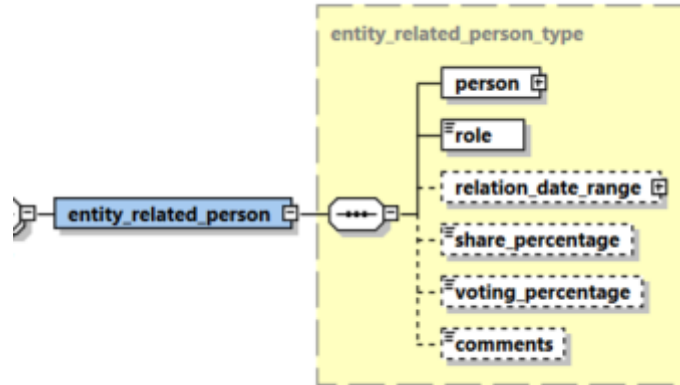 entity_related_person_type
person
role
relation_date_range
entity_related_person
share_percentage
voting_percentage
comments